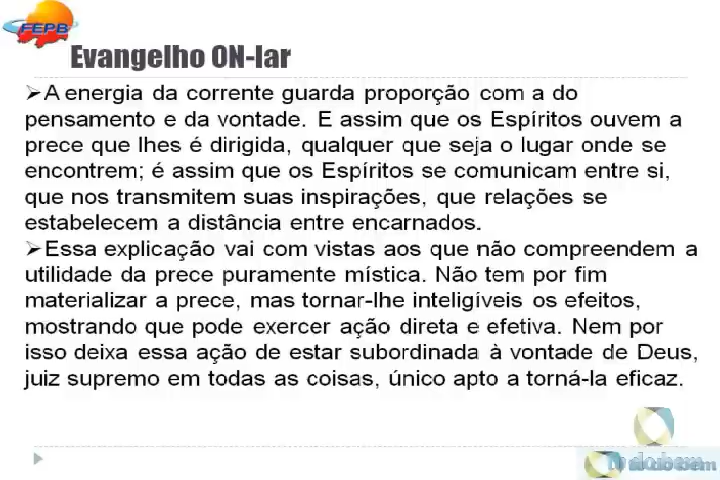 FEPB
Evangelho ON-lar
➢A energia da corrente guarda proporção com a do
pensamento e da vontade. E assim que os Espíritos ouvem a
prece que lhes é dirigida, qualquer que seja o lugar onde se
encontrem; é assim que os Espíritos se comunicam entre si,
que nos transmitem suas inspirações, que relações se
estabelecem a distância entre encarnados.
➢Essa explicação vai com vistas aos que não compreendem a
utilidade da prece puramente mística. Não tem por fim
materializar a prece, mas tornar-lhe inteligíveis os efeitos,
mostrando que pode exercer ação direta e efetiva. Nem por
isso deixa essa ação de estar subordinada à vontade de Deus,
juiz supremo em todas as coisas, único apto a torná-la eficaz.
do bem